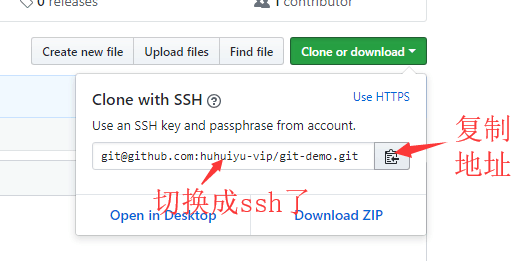 0 releases
1 contributor
Create new file
Upload files
Find file
Clone or download
Clone with SSH
Use HTTPS
Use an SSH key and passphrase from account.
git@github.com:huhuiyu-vip/git-demo.git
复制
地址
切换成ssh了
Open in Desktop
Download ZIP